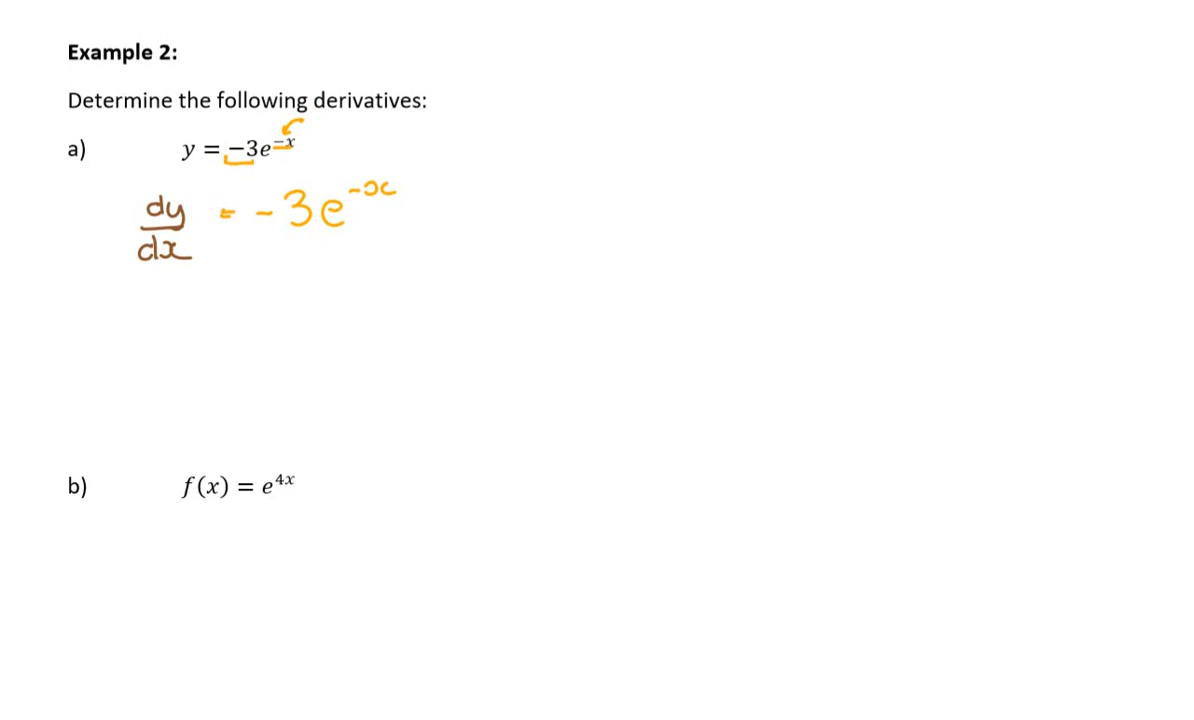 Example 2:
Determine the following derivatives:
a) y = −3e^{−x}
dy/dx = -3e^{-x}
b) f(x) = e^{4x}